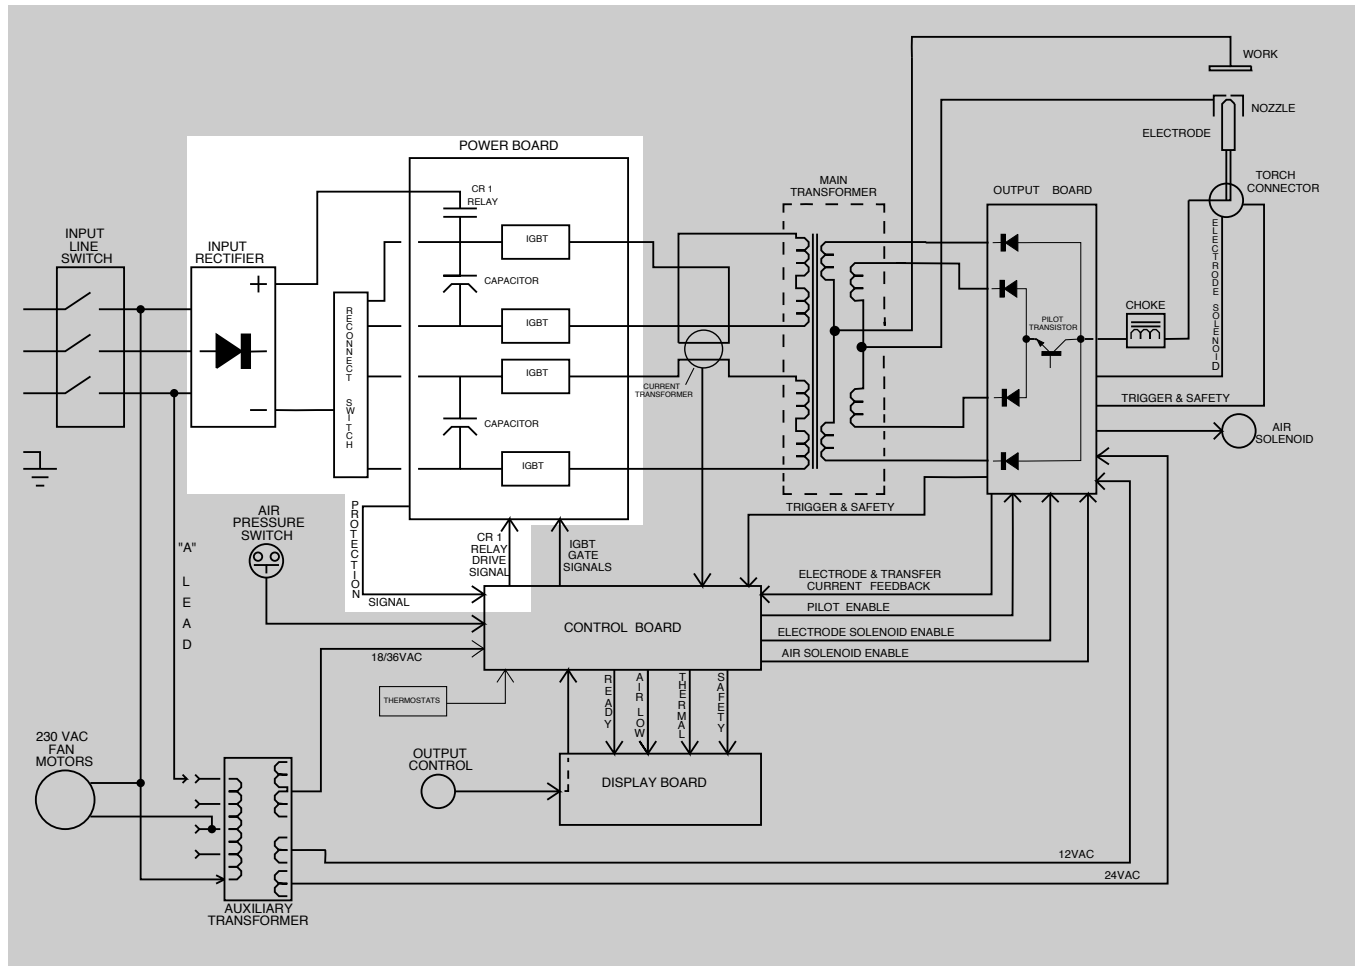 WORK
NOZZLE
ELECTRODE
POWER BOARD
TORCH
CONNECTOR
MAIN
TRANSFORMER
OUTPUT BOARD
CR 1
RELAY
INPUT
LINE
SWITCH
INPUT
RECTIFIER
+
IGBT
CAPACITOR
RECONNECT SWITCH
IGBT
ELECTRODE SOLENOID
CHOKE
PILOT
TRANSISTOR
IGBT
CURRENT
TRANSFORMER
–
TRIGGER & SAFETY
CAPACITOR
AIR
SOLENOID
IGBT
PROTECTION
SIGNAL
AIR
PRESSURE
SWITCH
TRIGGER & SAFETY
CR 1
RELAY
DRIVE
SIGNAL
IGBT
GATE
SIGNALS
"A"
LEAD
ELECTRODE & TRANSFER
CURRENT FEEDBACK
PILOT ENABLE
CONTROL BOARD
ELECTRODE SOLENOID ENABLE
AIR SOLENOID ENABLE
18/36VAC
THERMOSTATS
READY
AIR LOW
THERMAL
SAFETY
230 VAC
FAN
MOTORS
OUTPUT
CONTROL
DISPLAY BOARD
12VAC
24VAC
AUXILIARY
TRANSFORMER